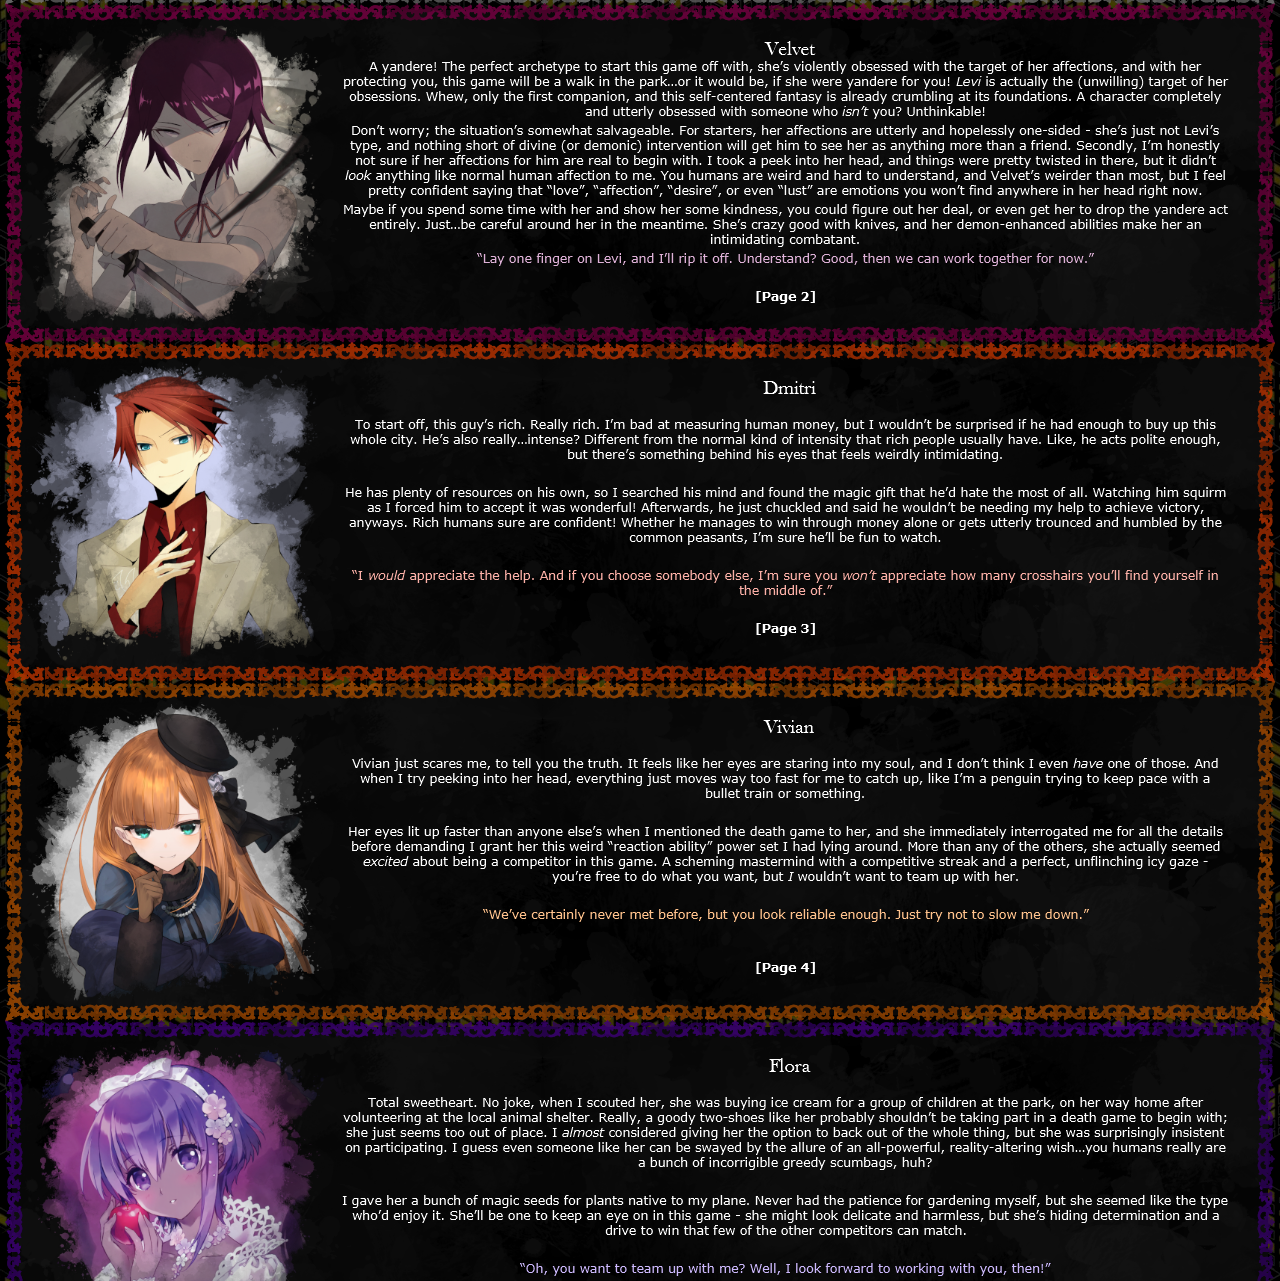 Velvet
A yandere! The perfect archetype to start this game off with, she’s violently obsessed with the target of her affections, and with her
protecting you, this game will be a walk in the park...or it would be, if she were yandere for you! Levi is actually the (unwilling) target of her
obsessions. Whew, only the first companion, and this self-centered fantasy is already crumbling at its foundations. A character completely
and utterly obsessed with someone who isn’t you? Unthinkable!
Don’t worry; the situation’s somewhat salvageable. For starters, her affections are utterly and hopelessly one-sided - she’s just not Levi’s
type, and nothing short of divine (or demonic) intervention will get him to see her as anything more than a friend. Secondly, I’m honestly
not sure if her affections for him are real to begin with. I took a peek into her head, and things were pretty twisted in there, but it didn’t
look anything like normal human affection to me. You humans are weird and hard to understand, and Velvet’s weirder than most, but I feel
pretty confident saying that “love”, “affection”, “desire”, or even “lust” are emotions you won’t find anywhere in her head right now.
Maybe if you spend some time with her and show her some kindness, you could figure out her deal, or even get her to drop the yandere act
entirely. Just...be careful around her in the meantime. She’s crazy good with knives, and her demon-enhanced abilities make her an
intimidating combatant.
“Lay one finger on Levi, and I’ll rip it off. Understand? Good, then we can work together for now.”
[Page 2]
Dmitri
To start off, this guy’s rich. Really rich. I’m bad at measuring human money, but I wouldn’t be surprised if he had enough to buy up this
whole city. He’s also really...intense? Different from the normal kind of intensity that rich people usually have. Like, he acts polite enough,
but there’s something behind his eyes that feels weirdly intimidating.
He has plenty of resources on his own, so I searched his mind and found the magic gift that he’d hate the most of all. Watching him squirm
as I forced him to accept it was wonderful! Afterwards, he just chuckled and said he wouldn’t be needing my help to achieve victory,
anyways. Rich humans sure are confident! Whether he manages to win through money alone or gets utterly trounced and humbled by the
common peasants, I’m sure he’ll be fun to watch.
“I would appreciate the help. And if you choose somebody else, I’m sure you won’t appreciate how many crosshairs you’ll find yourself in
the middle of.”
[Page 3]
Vivian
Vivian just scares me, to tell you the truth. It feels like her eyes are staring into my soul, and I don’t think I even have one of those. And
when I try peeking into her head, everything just moves way too fast for me to catch up, like I’m a penguin trying to keep pace with a
bullet train or something.
Her eyes lit up faster than anyone else’s when I mentioned the death game to her, and she immediately interrogated me for all the details
before demanding I grant her this weird “reaction ability” power set I had lying around. More than any of the others, she actually seemed
excited about being a competitor in this game. A scheming mastermind with a competitive streak and a perfect, unflinching icy gaze -
you’re free to do what you want, but I wouldn’t want to team up with her.
“We’ve certainly never met before, but you look reliable enough. Just try not to slow me down.”
[Page 4]
Flora
Total sweetheart. No joke, when I scouted her, she was buying ice cream for a group of children at the park, on her way home after
volunteering at the local animal shelter. Really, a goody two-shoes like her probably shouldn’t be taking part in a death game to begin with;
she just seems too out of place. I almost considered giving her the option to back out of the whole thing, but she was surprisingly insistent
on participating. I guess even someone like her can be swayed by the allure of an all-powerful, reality-altering wish...you humans really are
a bunch of incorrigible greedy scumbags, huh?
I gave her a bunch of magic seeds for plants native to my plane. Never had the patience for gardening myself, but she seemed like the type
who’d enjoy it. She’ll be one to keep an eye on in this game - she might look delicate and harmless, but she’s hiding determination and a
drive to win that few of the other competitors can match.
“Oh, you want to team up with me? Well, I look forward to working with you, then!”